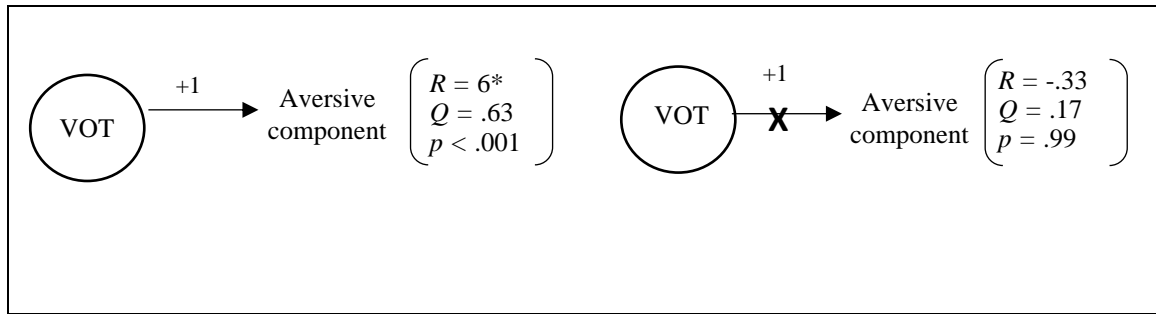 VOT
+1
Aversive
component
R = 6*
Q = .63
p < .001
VOT
+1
X
Aversive
component
R = -.33
Q = .17
p = .99